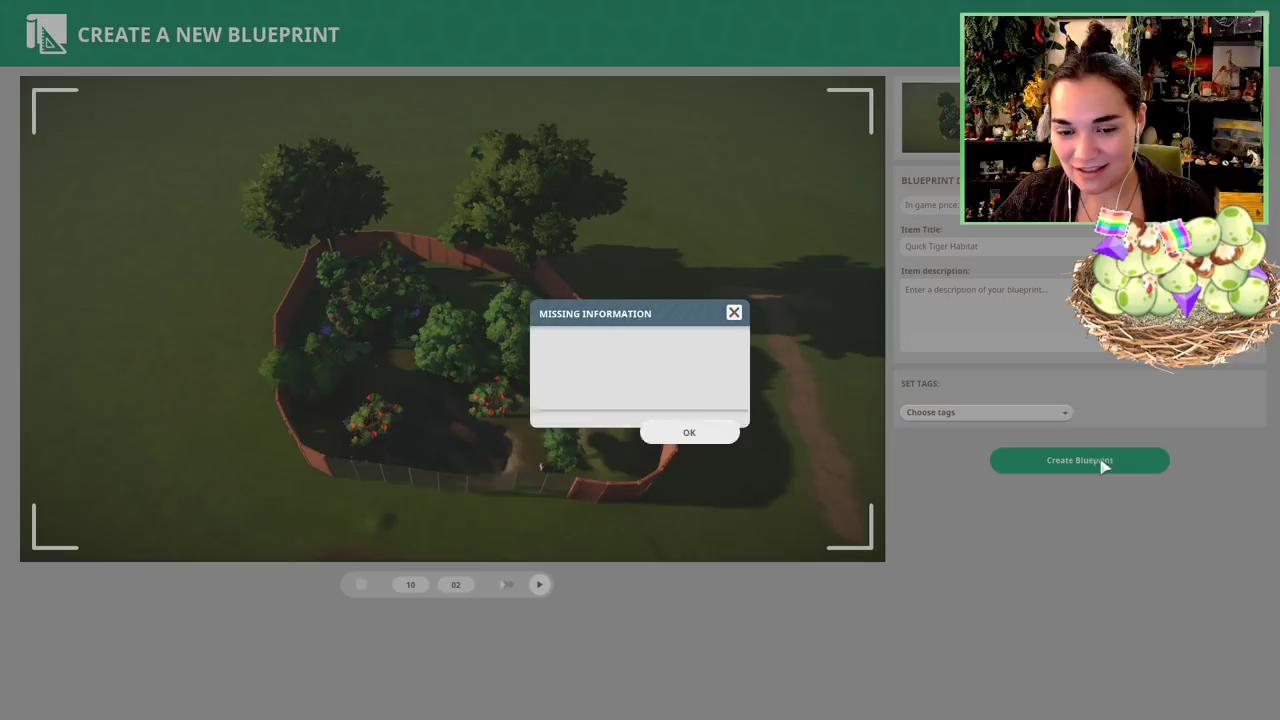 CREATE A NEW BLUEPRINT
BLUEPRINT D
In game price:
Item Title:
Quick Tiger Habitat
Item description:
Enter a description of your blueprint...
MISSING INFORMATION
OK
SET TAGS:
Choose tags
Create Blueprint
10
02